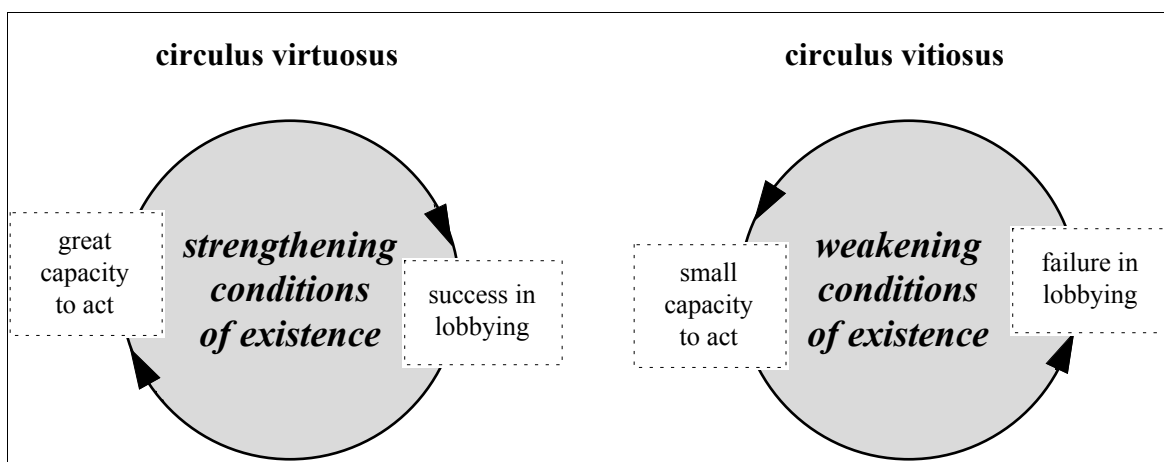 circulus virtuosus
great
capacity
to act
strengthening
conditions
of existence
success in
lobbying
circulus vitiosus
small
capacity
to act
weakening
conditions
of existence
failure in
lobbying